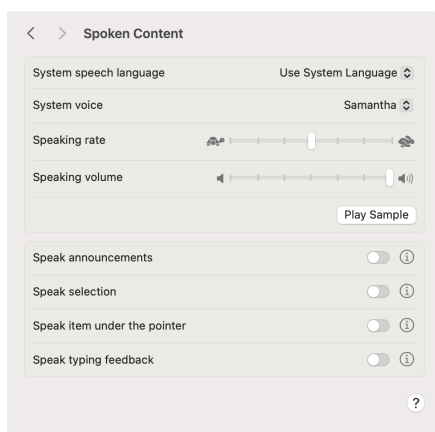 Spoken Content
System speech language Use System Language
System voice Samantha
Speaking rate
Speaking volume
Play Sample
Speak announcements
Speak selection
Speak item under the pointer
Speak typing feedback
?